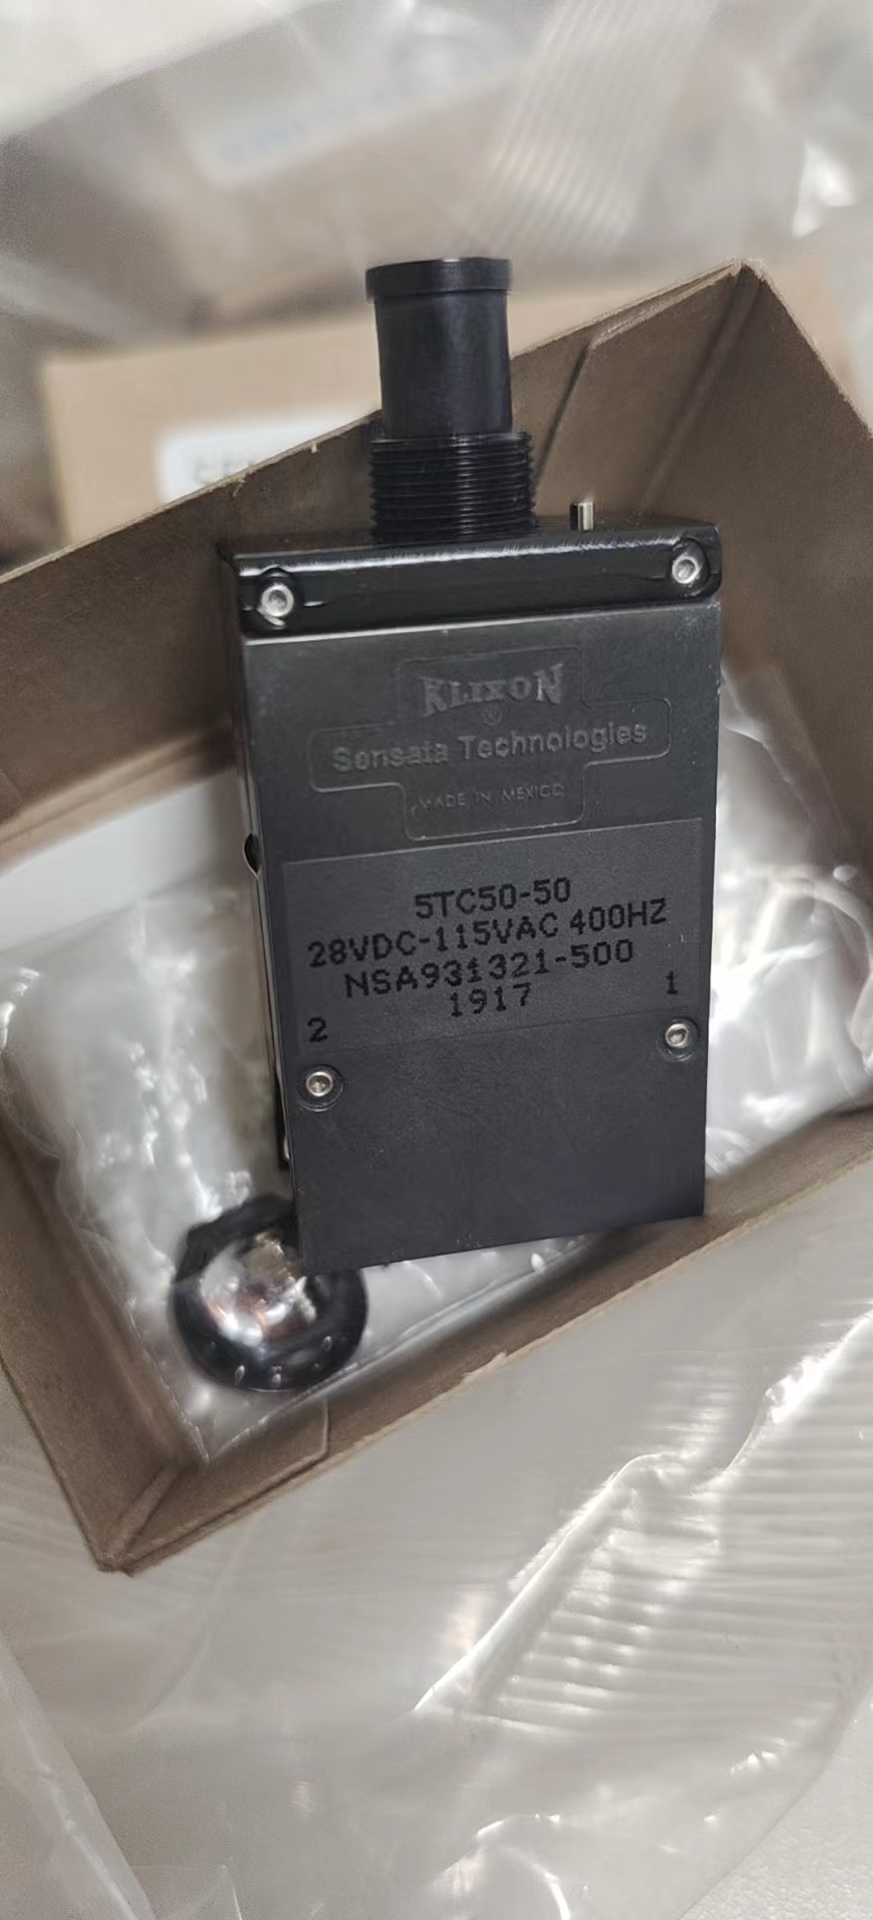 KLIXON
®
Sensata Technologies
MADE IN MEXICO
5TC50-50
28VDC-115VAC 400HZ
NSA931321-500
1917
2 1